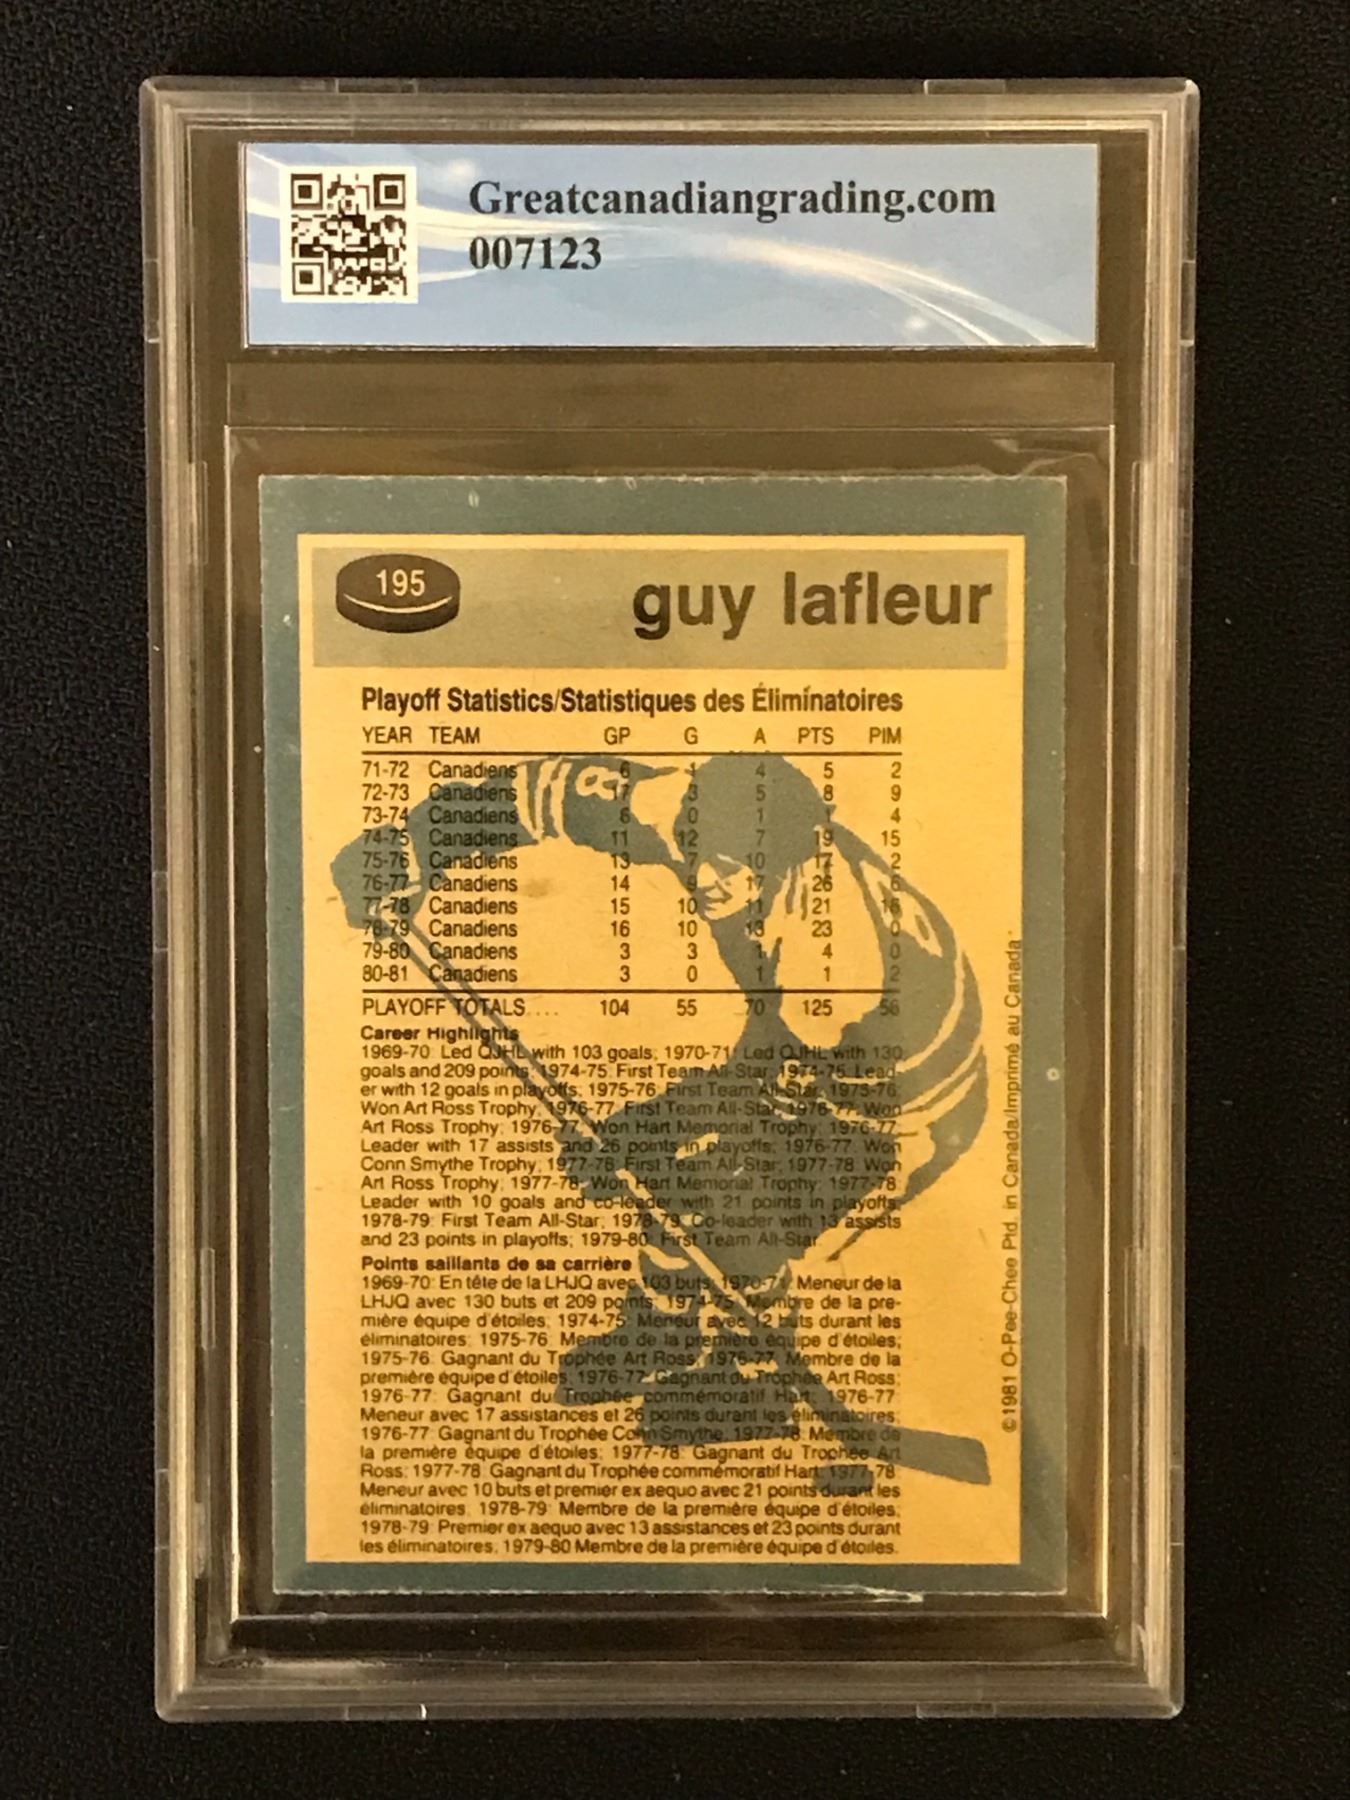 Greatcanadiangrading.com
007123
195
guy lafleur
Playoff Statistics/Statistiques des Éliminatoires
YEAR TEAM GP G A PTS PIM
71-72 Canadiens 6 1 4 5 2
72-73 Canadiens 17 3 5 8 9
73-74 Canadiens 6 0 1 1 4
74-75 Canadiens 11 12 7 19 15
75-76 Canadiens 13 7 10 17 2
76-77 Canadiens 14 9 17 26 6
77-78 Canadiens 15 10 11 21 16
78-79 Canadiens 16 10 13 23 0
79-80 Canadiens 3 3 1 4 0
80-81 Canadiens 3 0 1 1 2
PLAYOFF TOTALS.... 104 55 70 125 56
Career Highlights
1969-70: Led QJHL with 103 goals; 1970-71: Led QJHL with 130
goals and 209 points; 1974-75: First Team All-Star; 1974-75: Lead-
er with 12 goals in playoffs; 1975-76: First Team All-Star; 1975-76:
Won Art Ross Trophy; 1976-77: First Team All-Star; 1976-77: Won
Art Ross Trophy; 1976-77: Won Hart Memorial Trophy; 1976-77:
Leader with 17 assists and 26 points in playoffs; 1976-77: Won
Conn Smythe Trophy; 1977-78: First Team All-Star; 1977-78: Won
Art Ross Trophy; 1977-78: Won Hart Memorial Trophy; 1977-78:
Leader with 10 goals and co-leader with 21 points in playoffs;
1978-79: First Team All-Star; 1978-79: Co-leader with 13 assists
and 23 points in playoffs; 1979-80: First Team All-Star.
Points saillants de sa carrière
1969-70: En tête de la LHJQ avec 103 buts; 1970-71: Meneur de la
LHJQ avec 130 buts et 209 points; 1974-75: Membre de la pre-
mière équipe d'étoiles; 1974-75: Meneur avec 12 buts durant les
éliminatoires; 1975-76: Membre de la première équipe d'étoiles;
1975-76: Gagnant du Trophée Art Ross; 1976-77: Membre de la
première équipe d'étoiles; 1976-77: Gagnant du Trophée Art Ross;
1976-77: Gagnant du Trophée commémoratif Hart; 1976-77:
Meneur avec 17 assistances et 26 points durant les éliminatoires;
1976-77: Gagnant du Trophée Conn Smythe; 1977-78: Membre de
la première équipe d'étoiles; 1977-78: Gagnant du Trophée Art
Ross; 1977-78: Gagnant du Trophée commémoratif Hart; 1977-78:
Meneur avec 10 buts et premier ex aequo avec 21 points durant les
éliminatoires; 1978-79: Membre de la première équipe d'étoiles;
1978-79: Premier ex aequo avec 13 assistances et 23 points durant
les éliminatoires; 1979-80 Membre de la première équipe d'étoiles.
©1981 O-Pee-Chee Ptd. in Canada/Imprimé au Canada